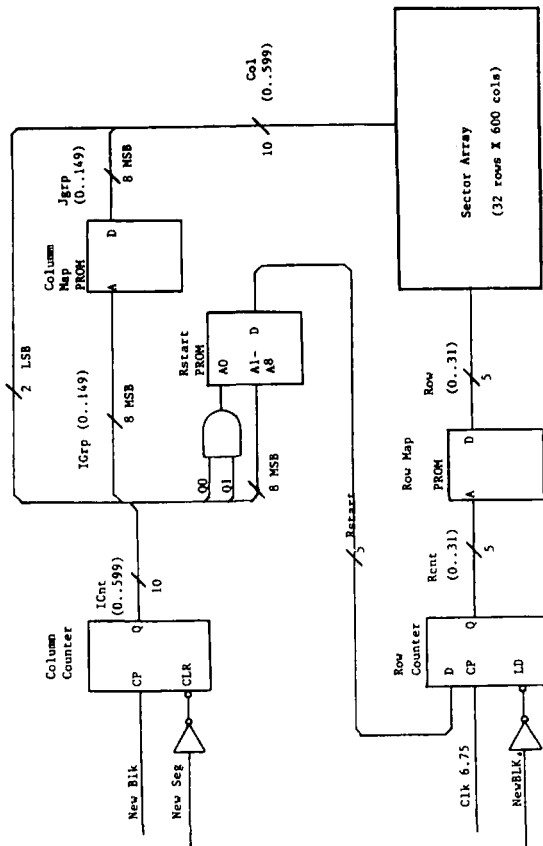 2 LSB
Jgrp
(0..149)
8 MSB
Col
(0..599)
10
Column
Map
PROM
A
D
IGrp (0..149)
8 MSB
Rstart
PROM
A0
A1-
A8
D
Q0
Q1
8 MSB
ICnt
(0..599)
10
Column
Counter
CP
Q
CLR
New Blk
New Seg
Rstart
5
Sector Array
(32 rows X 600 cols)
Row
(0..31)
5
Row Map
PROM
A
D
Rcnt
(0..31)
5
Row
Counter
D
CP
Q
LD
Clk 6.75
NewBLK